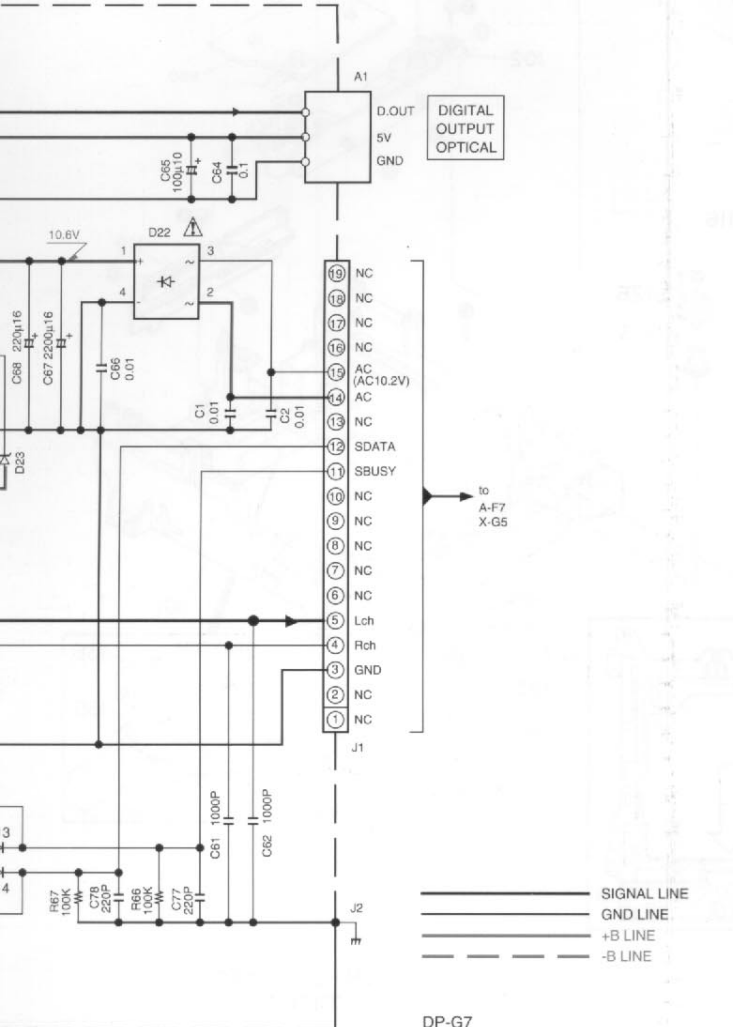 A1
D.OUT
5V
GND
DIGITAL
OUTPUT
OPTICAL
C65
100µ10
+
C64
0.1
10.6V
D22
1
+
~
3
4
-
~
2
C68
220µ16
+
C67
2200µ16
+
C66
0.01
C1
0.01
C2
0.01
D23
19 NC
18 NC
17 NC
16 NC
15 AC
(AC10.2V)
14 AC
13 NC
12 SDATA
11 SBUSY
10 NC
9 NC
8 NC
7 NC
6 NC
5 Lch
4 Rch
3 GND
2 NC
1 NC
J1
to
A-F7
X-G5
3
4
R67
100K
C78
220P
R66
100K
C77
220P
C61
1000P
C62
1000P
J2
SIGNAL LINE
GND LINE
+B LINE
-B LINE
DP-G7